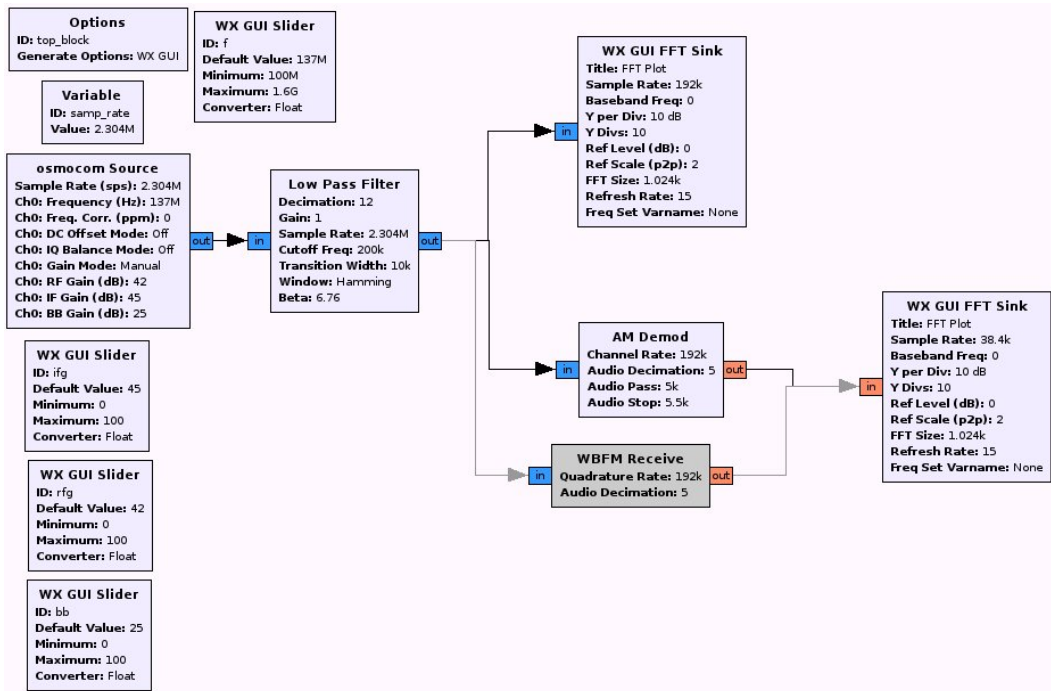 Options
ID: top_block
Generate Options: WX GUI
Variable
ID: samp_rate
Value: 2.304M
WX GUI Slider
ID: f
Default Value: 137M
Minimum: 100M
Maximum: 1.6G
Converter: Float
osmocom Source
Sample Rate (sps): 2.304M
Ch0: Frequency (Hz): 137M
Ch0: Freq. Corr. (ppm): 0
Ch0: DC Offset Mode: Off
Ch0: IQ Balance Mode: Off
Ch0: Gain Mode: Manual
Ch0: RF Gain (dB): 42
Ch0: IF Gain (dB): 45
Ch0: BB Gain (dB): 25
out
in
Low Pass Filter
Decimation: 12
Gain: 1
Sample Rate: 2.304M
Cutoff Freq: 200k
Transition Width: 10k
Window: Hamming
Beta: 6.76
out
in
WX GUI FFT Sink
Title: FFT Plot
Sample Rate: 192k
Baseband Freq: 0
Y per Div: 10 dB
Y Divs: 10
Ref Level (dB): 0
Ref Scale (p2p): 2
FFT Size: 1.024k
Refresh Rate: 15
Freq Set Varname: None
in
AM Demod
Channel Rate: 192k
Audio Decimation: 5
Audio Pass: 5k
Audio Stop: 5.5k
out
in
WBFM Receive
Quadrature Rate: 192k
Audio Decimation: 5
out
in
WX GUI FFT Sink
Title: FFT Plot
Sample Rate: 38.4k
Baseband Freq: 0
Y per Div: 10 dB
Y Divs: 10
Ref Level (dB): 0
Ref Scale (p2p): 2
FFT Size: 1.024k
Refresh Rate: 15
Freq Set Varname: None
WX GUI Slider
ID: ifg
Default Value: 45
Minimum: 0
Maximum: 100
Converter: Float
WX GUI Slider
ID: rfg
Default Value: 42
Minimum: 0
Maximum: 100
Converter: Float
WX GUI Slider
ID: bb
Default Value: 25
Minimum: 0
Maximum: 100
Converter: Float